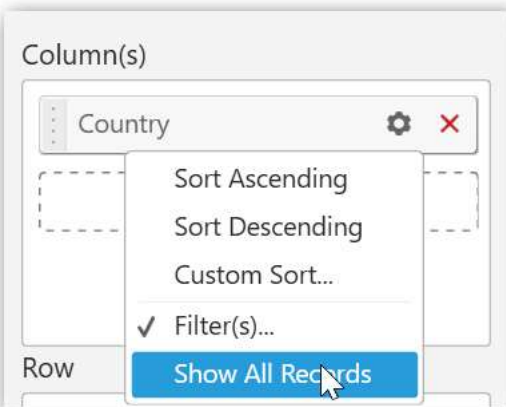 Column(s)
Country
Sort Ascending
Sort Descending
Custom Sort...
Filter(s)...
Row
Show All Records